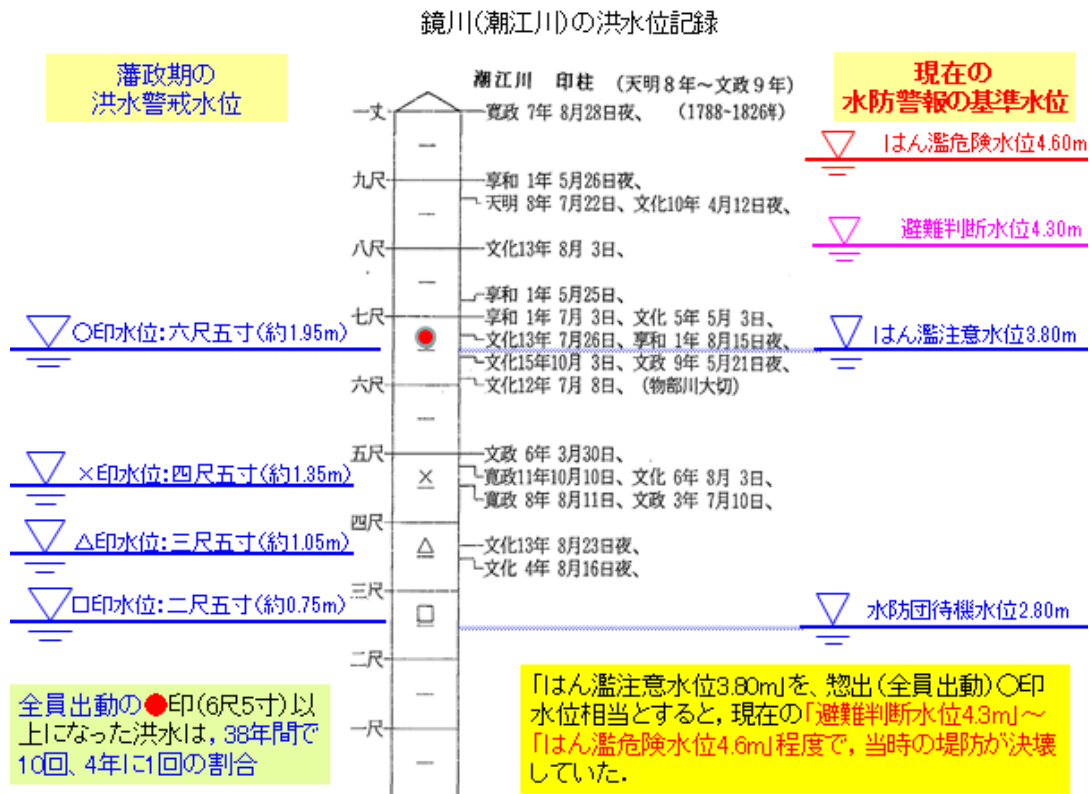 鏡川(潮江川)の洪水位記録
藩政期の
洪水警戒水位
潮江川 印柱 (天明8年～文政9年)
(1788~1826年)
現在の
水防警報の基準水位
一丈
寛政 7年 8月28日夜、
はん濫危険水位4.60m
九尺
享和 1年 5月26日夜、
天明 8年 7月22日、文化10年 4月12日夜、
避難判断水位4.30m
八尺
文化13年 8月 3日、
享和 1年 5月25日、
七尺
享和 1年 7月 3日、文化 5年 5月 3日、
〇印水位:六尺五寸(約1.95m)
文化13年 7月26日、享和 1年 8月15日夜、
はん濫注意水位3.80m
文化15年10月 3日、文政 9年 5月21日夜、
六尺
文化12年 7月 8日、 (物部川大切)
五尺
文政 6年 3月30日、
×印水位:四尺五寸(約1.35m)
×
寛政11年10月10日、文化 6年 8月 3日、
寛政 8年 8月11日、文政 3年 7月10日、
四尺
△印水位:三尺五寸(約1.05m)
△
文化13年 8月23日夜、
文化 4年 8月16日夜、
三尺
□印水位:二尺五寸(約0.75m)
□
水防団待機水位2.80m
二尺
一尺
全員出動の●印(6尺5寸)以
上になった洪水は，38年間で
10回、4年に1回の割合
「はん濫注意水位3.80m」を、惣出(全員出動)〇印
水位相当とすると，現在の「避難判断水位4.3m」～
「はん濫危険水位4.6m」程度で，当時の堤防が決壊
していた．